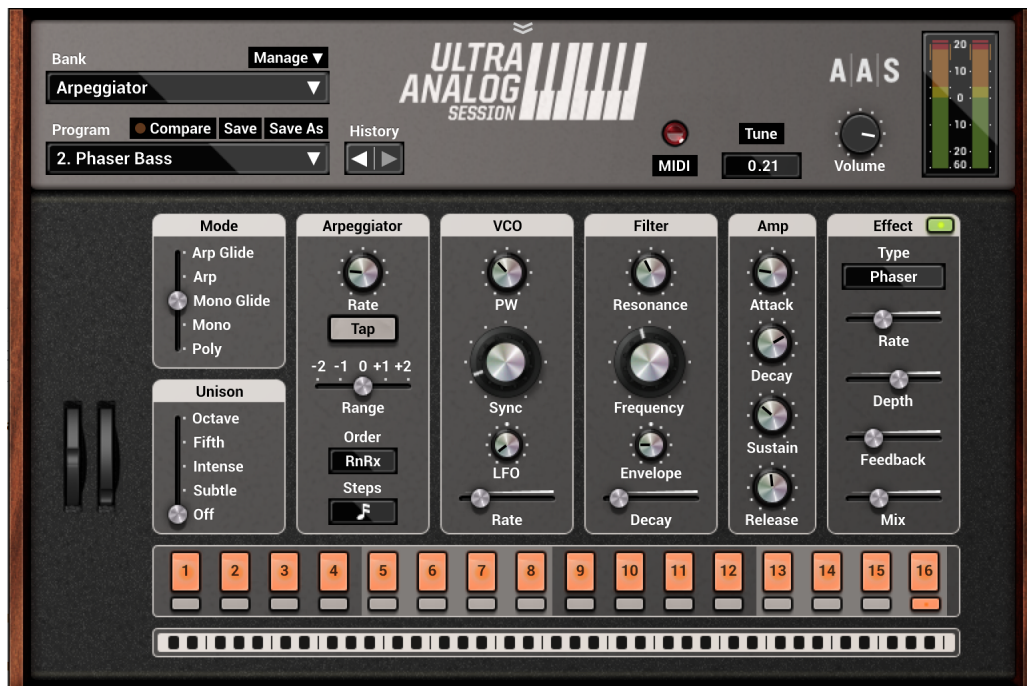 Bank
Manage ▼
Arpeggiator ▼
ULTRA
ANALOG
SESSION
A|A|S
20
10
0
10
20
60
Program
Compare
Save
Save As
2. Phaser Bass ▼
History
MIDI
Tune
0.21
Volume
Mode
Arp Glide
Arp
Mono Glide
Mono
Poly
Unison
Octave
Fifth
Intense
Subtle
Off
Arpeggiator
Rate
Tap
-2 -1 0 +1 +2
Range
Order
RnRx
Steps
VCO
PW
Sync
LFO
Rate
Filter
Resonance
Frequency
Envelope
Decay
Amp
Attack
Decay
Sustain
Release
Effect
Type
Phaser
Rate
Depth
Feedback
Mix
1 2 3 4 5 6 7 8 9 10 11 12 13 14 15 16